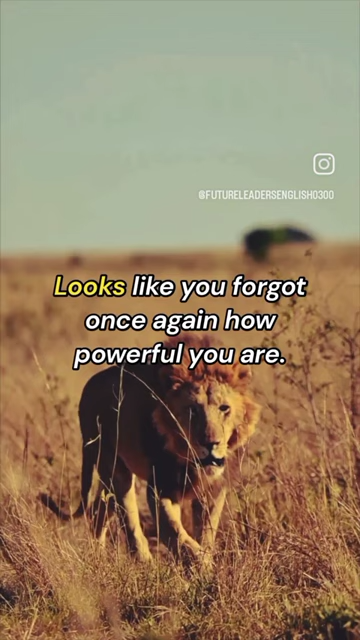 @FUTURELEADERSENGLISH0300
Looks like you forgot
once again how
powerful you are.